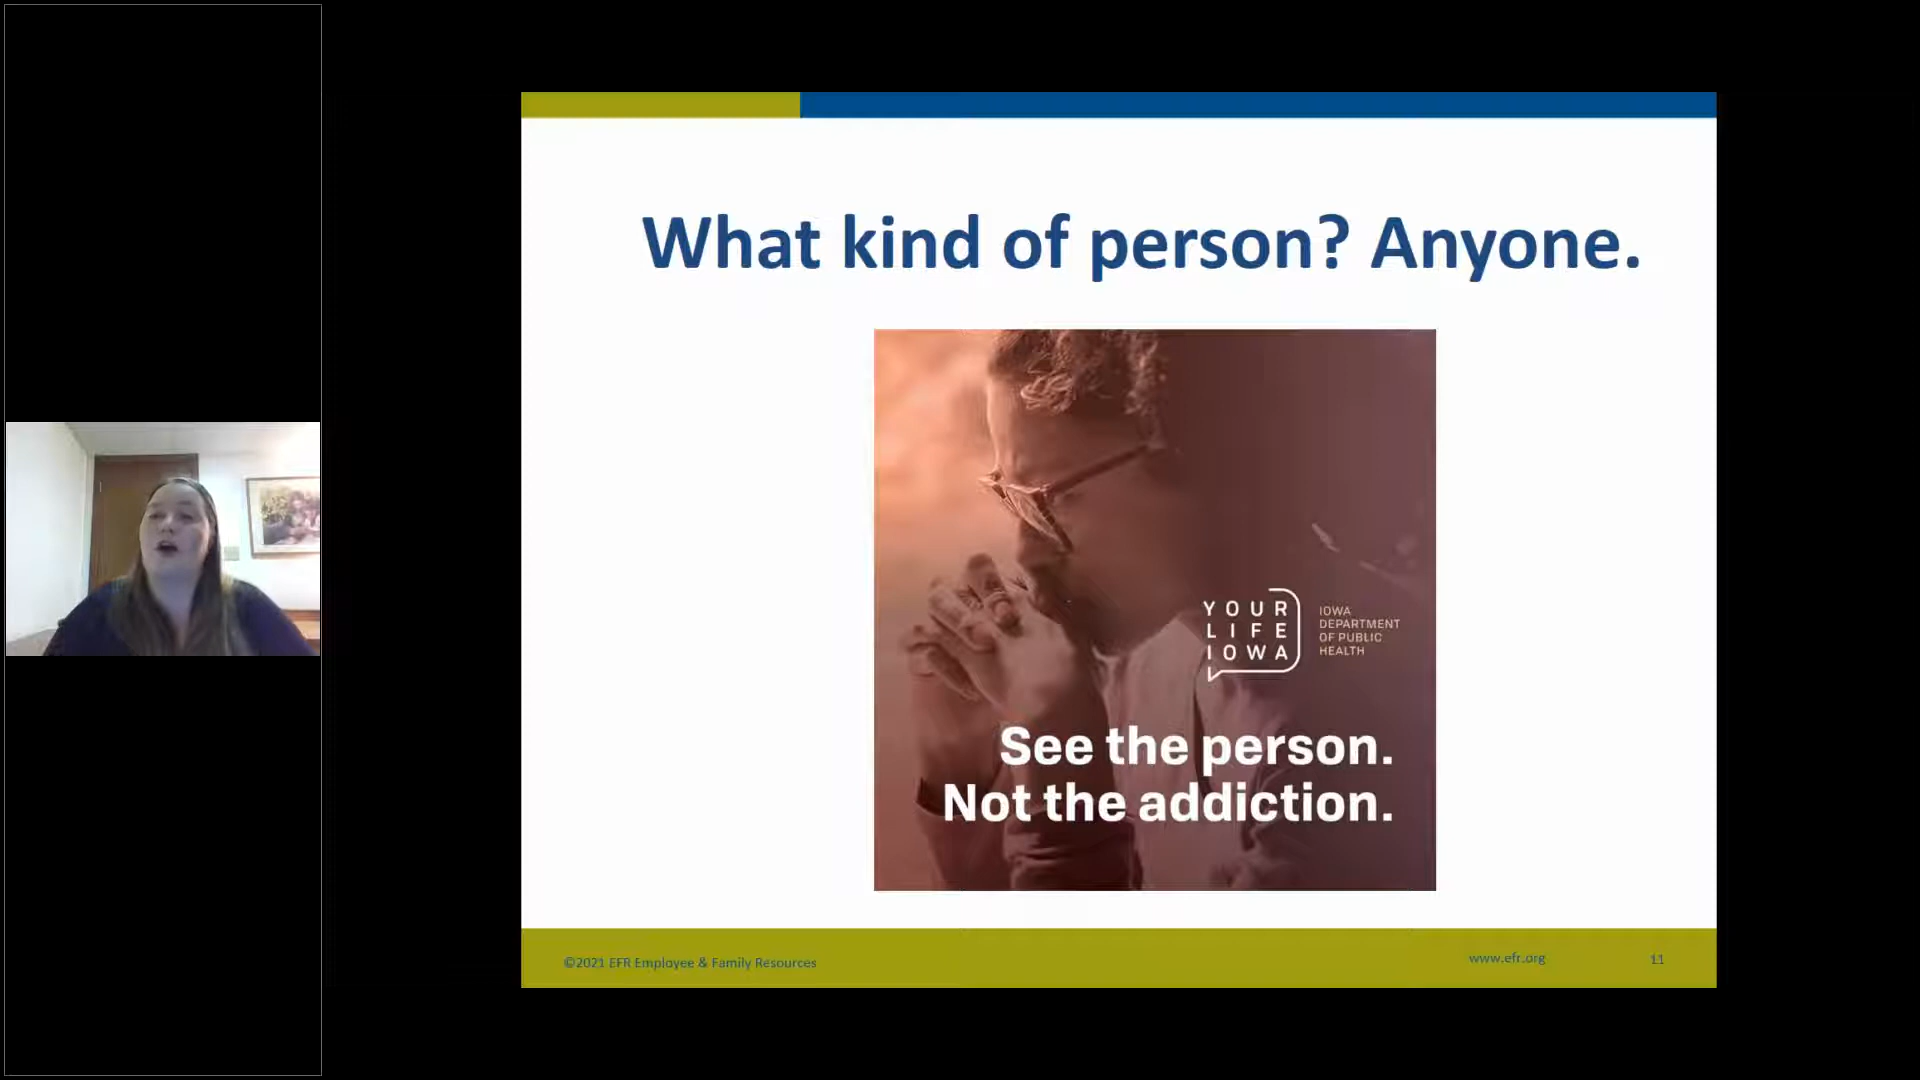 What kind of person? Anyone.
YOUR
LIFE
IOWA
IOWA
DEPARTMENT
OF PUBLIC
HEALTH
See the person.
Not the addiction.
©2021 EFR Employee & Family Resources
www.efr.org
11